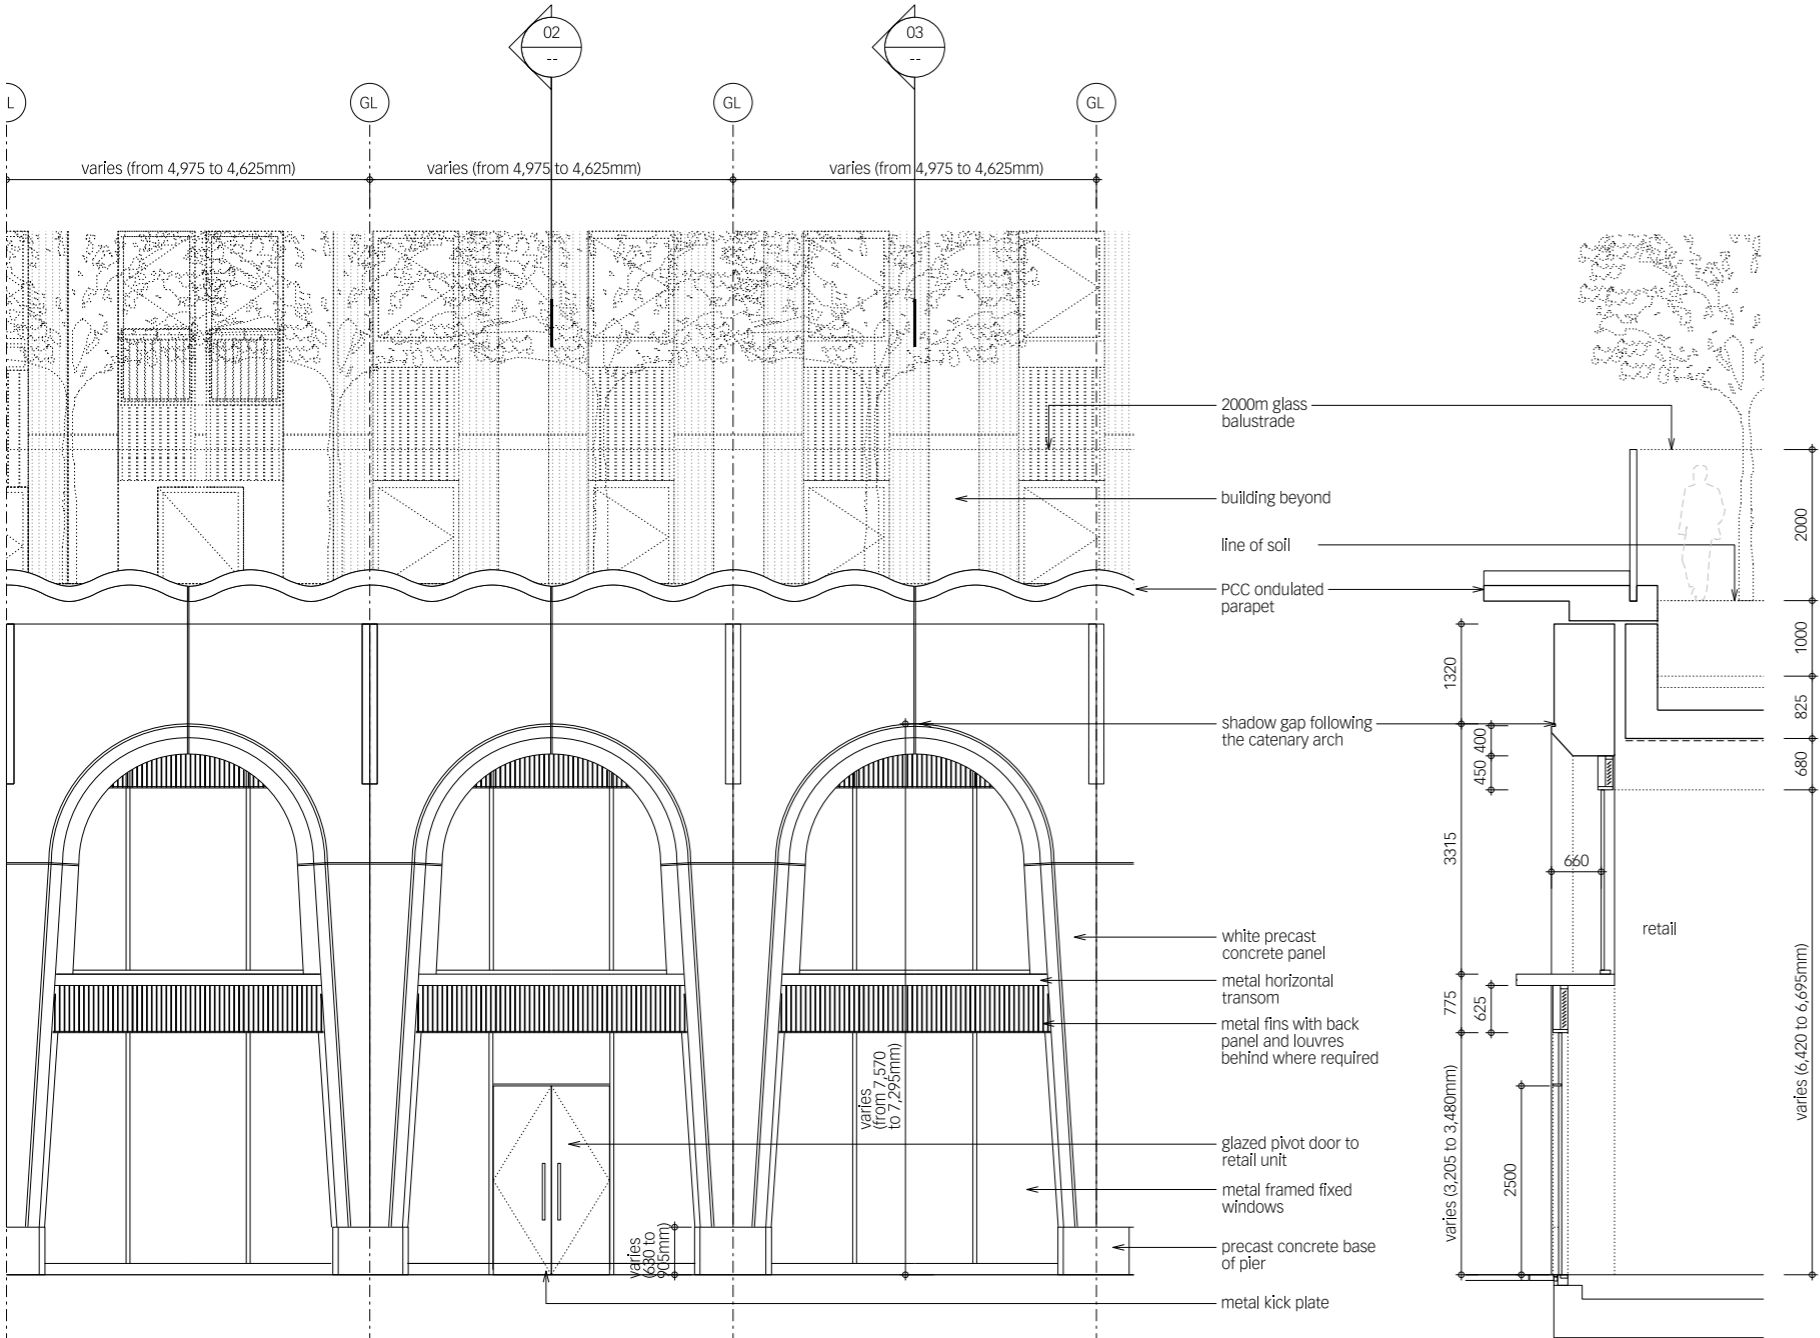 02
--
03
--
L
GL
GL
GL
varies (from 4,975 to 4,625mm)
varies (from 4,975 to 4,625mm)
varies (from 4,975 to 4,625mm)
2000m glass
balustrade
building beyond
line of soil
PCC ondulated
parapet
shadow gap following
the catenary arch
white precast
concrete panel
metal horizontal
transom
metal fins with back
panel and louvres
behind where required
glazed pivot door to
retail unit
metal framed fixed
windows
precast concrete base
of pier
metal kick plate
varies
(from 7,570
to 7,295mm)
varies
(630 to
905mm)
1320
3315
775
varies (3,205 to 3,480mm)
400
450
625
2500
660
retail
2000
1000
825
680
varies (6,420 to 6,695mm)